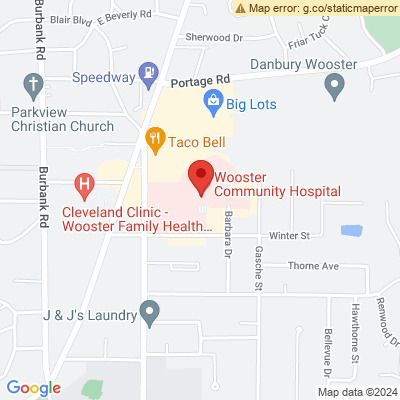 Map error: g.co/staticmaperror
E Beverly Rd
Blair Blvd
Sherwood Dr
Friar Tuck C
Burbank Rd
Speedway
Portage Rd
Danbury Wooster
Big Lots
Parkview
Christian Church
Taco Bell
H
Wooster
Community Hospital
Cleveland Clinic -
Wooster Family Health...
Burbank Rd
Barbara Dr
Winter St
Gasche St
Thorne Ave
J & J's Laundry
Renwood
Hawthorne St
Bellevue Dr
Google
Map data ©2024